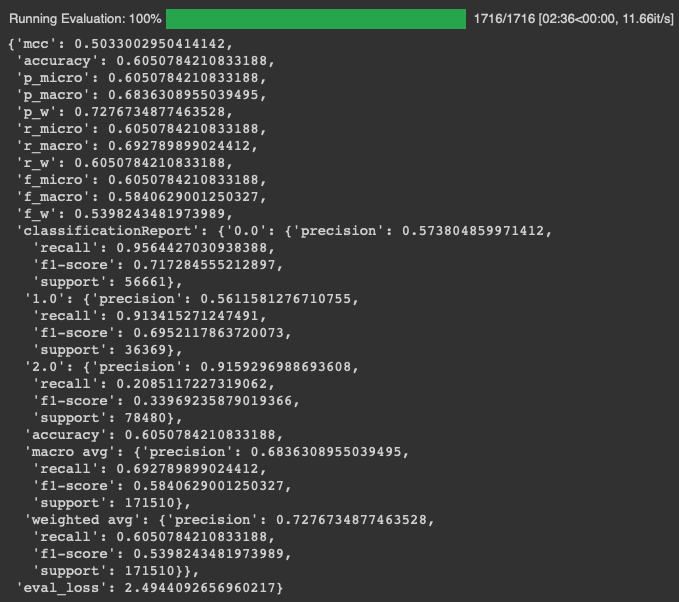 Running Evaluation: 100% 1716/1716 [02:36<00:00, 11.66it/s]
{'mcc': 0.5033002950414142,
'accuracy': 0.6050784210833188,
'p_micro': 0.6050784210833188,
'p_macro': 0.6836308955039495,
'p_w': 0.7276734877463528,
'r_micro': 0.6050784210833188,
'r_macro': 0.692789899024412,
'r_w': 0.6050784210833188,
'f_micro': 0.6050784210833188,
'f_macro': 0.5840629001250327,
'f_w': 0.5398243481973989,
'classificationReport': {'0.0': {'precision': 0.573804859971412,
'recall': 0.9564427030938388,
'f1-score': 0.717284555212897,
'support': 56661},
'1.0': {'precision': 0.5611581276710755,
'recall': 0.913415271247491,
'f1-score': 0.6952117863720073,
'support': 36369},
'2.0': {'precision': 0.9159296988693608,
'recall': 0.2085117227319062,
'f1-score': 0.33969235879019366,
'support': 78480},
'accuracy': 0.6050784210833188,
'macro avg': {'precision': 0.6836308955039495,
'recall': 0.692789899024412,
'f1-score': 0.5840629001250327,
'support': 171510},
'weighted avg': {'precision': 0.7276734877463528,
'recall': 0.6050784210833188,
'f1-score': 0.5398243481973989,
'support': 171510}},
'eval_loss': 2.4944092656960217}